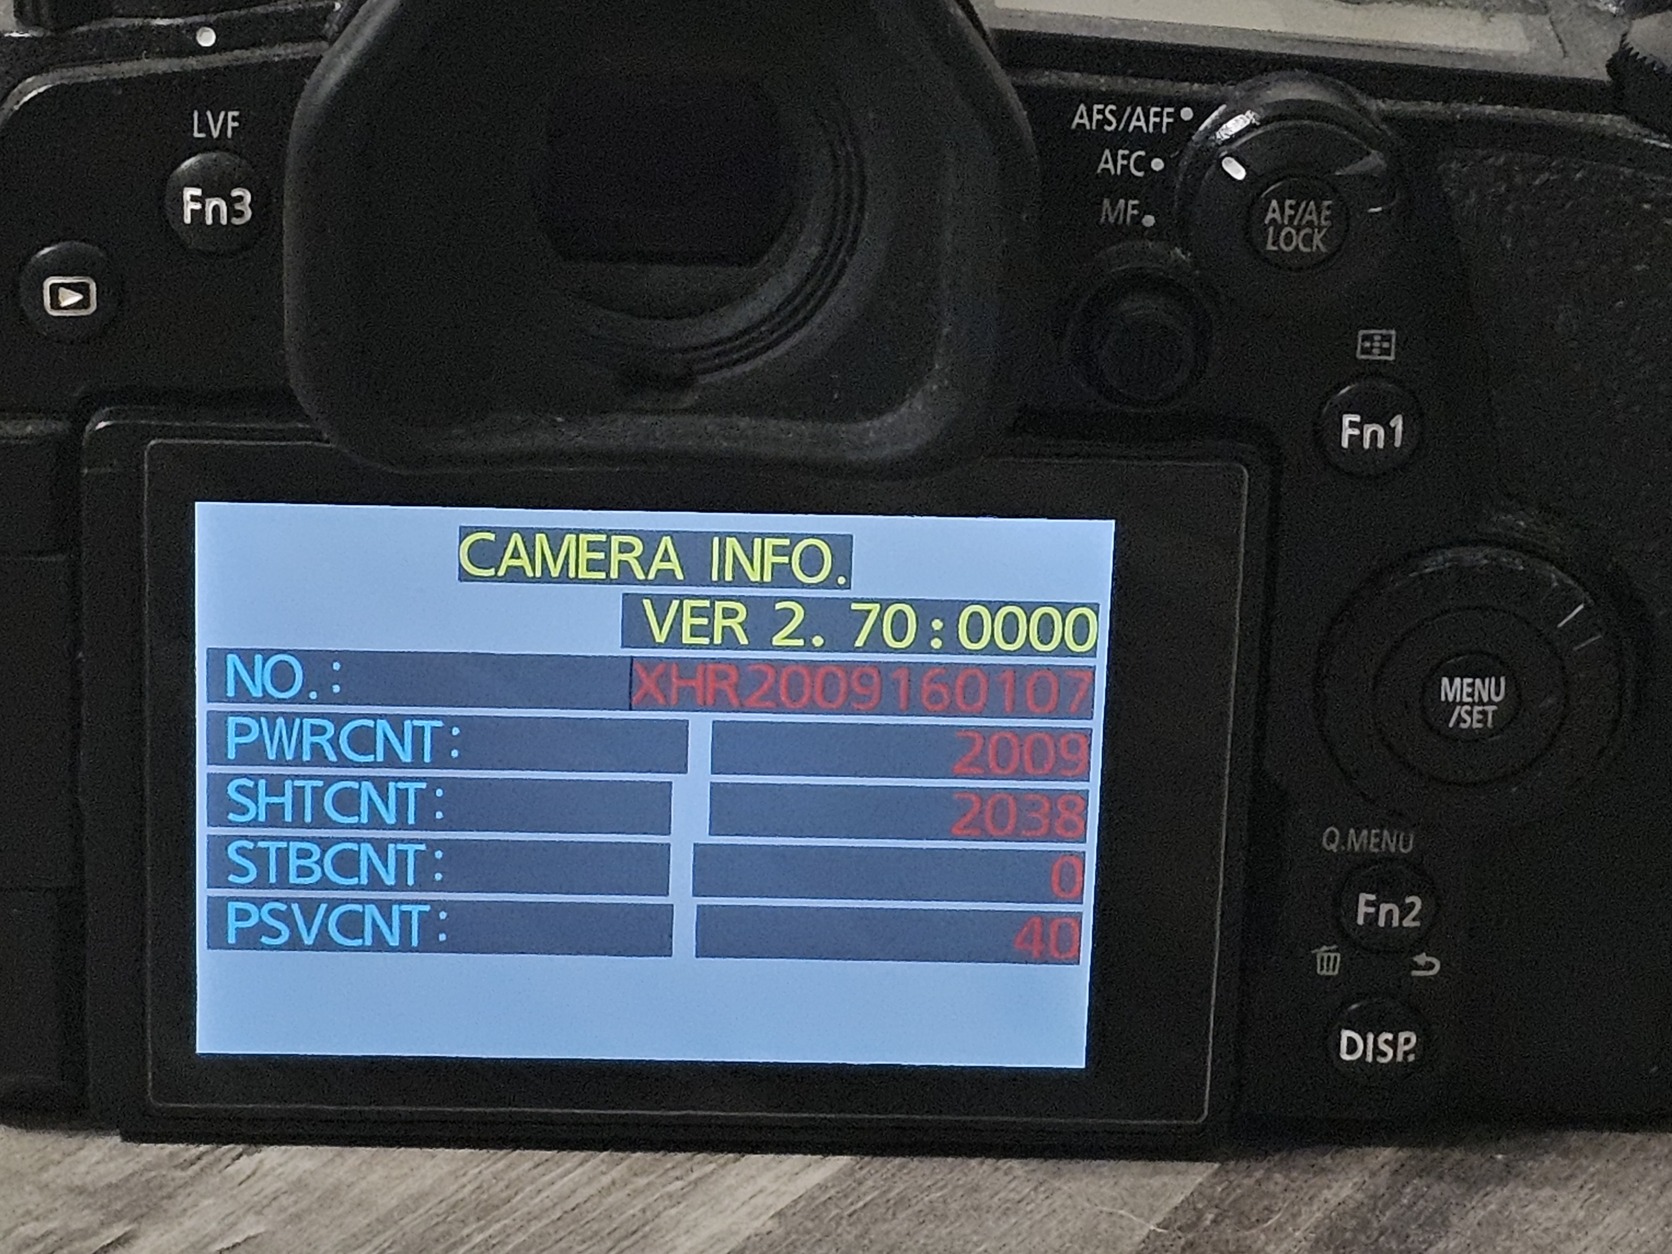 LVF
Fn3
AFS/AFF
AFC
MF
AF/AE
LOCK
Fn1
CAMERA INFO.
VER 2. 70:0000
NO.: XHR2009160107
PWRCNT: 2009
SHTCNT: 2038
STBCNT: 0
PSVCNT: 40
MENU
/SET
Q.MENU
Fn2
DISP.